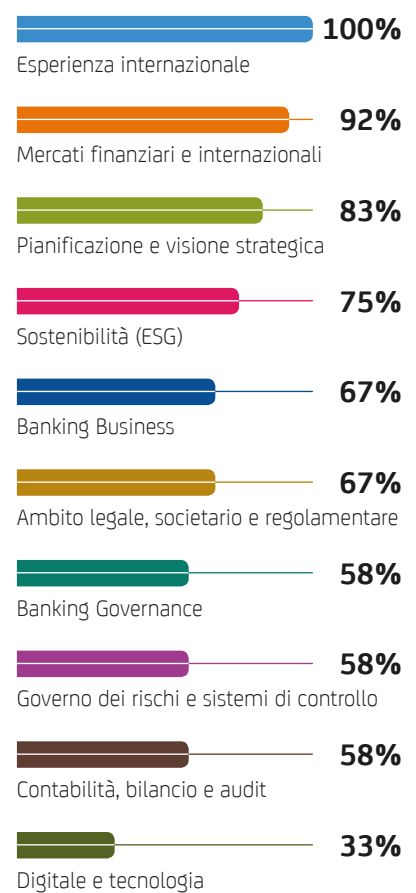 100%
Esperienza internazionale
92%
Mercati finanziari e internazionali
83%
Pianificazione e visione strategica
75%
Sostenibilità (ESG)
67%
Banking Business
67%
Ambito legale, societario e regolamentare
58%
Banking Governance
58%
Governo dei rischi e sistemi di controllo
58%
Contabilità, bilancio e audit
33%
Digitale e tecnologia